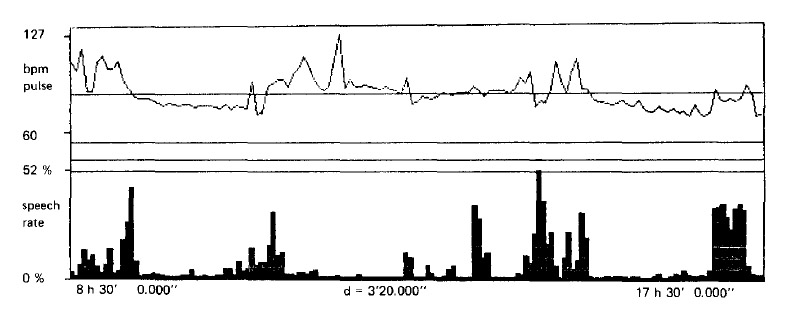 127
bpm
pulse
60
52 %
speech
rate
0 %
8 h 30' 0.000'' d = 3'20.000'' 17 h 30' 0.000''